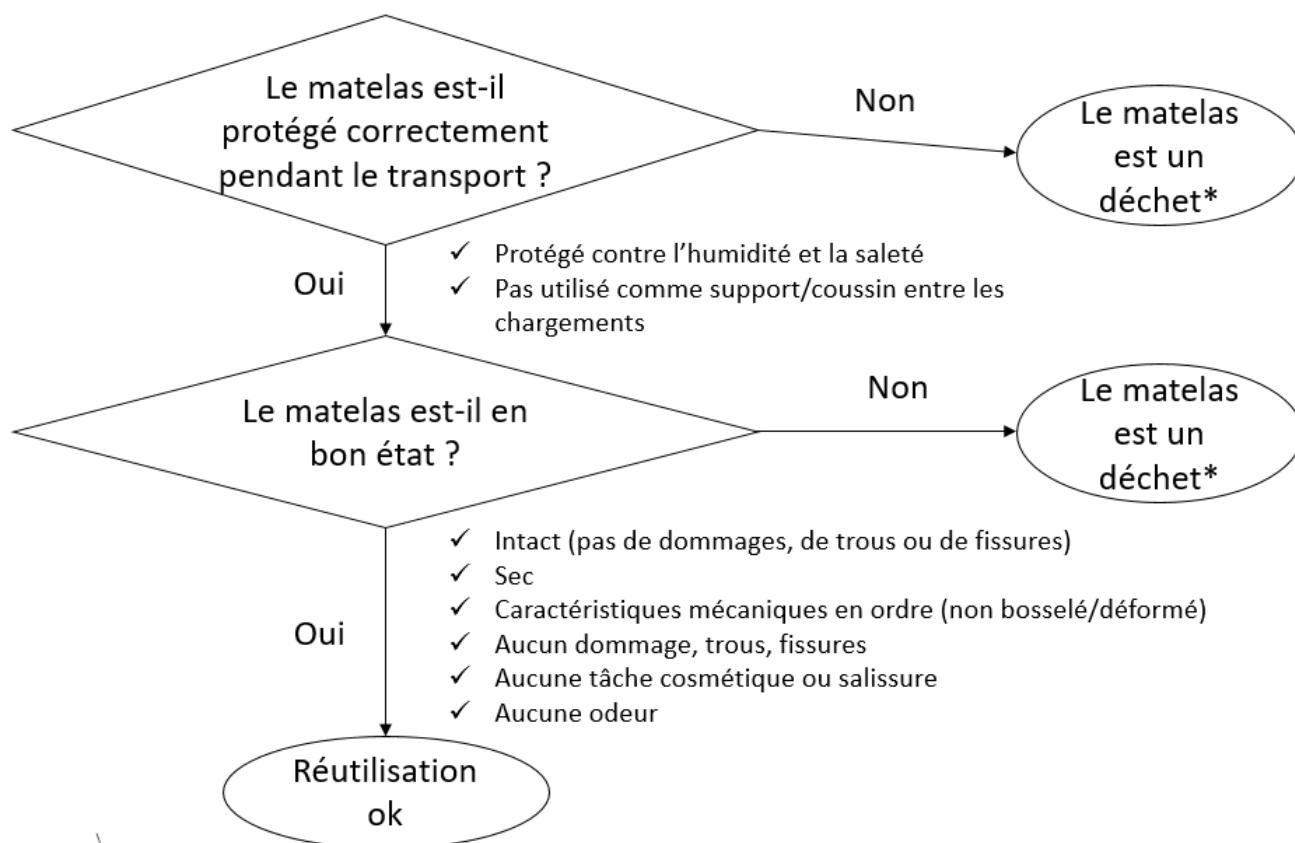 Le matelas est-il
protégé correctement
pendant le transport ?
Non
Le matelas
est un
déchet*
Oui
✓ Protégé contre l'humidité et la saleté
✓ Pas utilisé comme support/coussin entre les
chargements
Le matelas est-il en
bon état ?
Non
Le matelas
est un
déchet*
Oui
✓ Intact (pas de dommages, de trous ou de fissures)
✓ Sec
✓ Caractéristiques mécaniques en ordre (non bosselé/déformé)
✓ Aucun dommage, trous, fissures
✓ Aucune tâche cosmétique ou salissure
✓ Aucune odeur
Réutilisation
ok